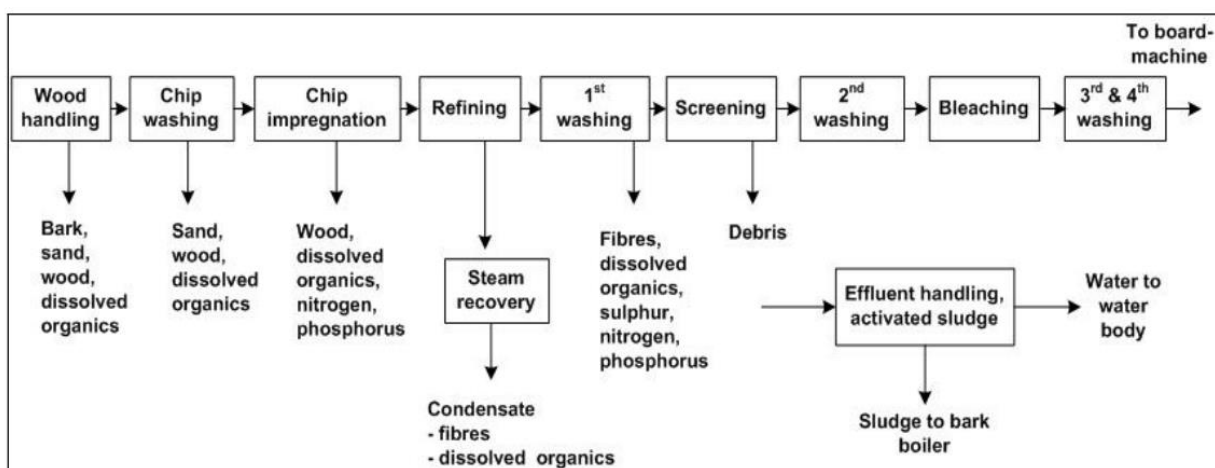 To board-
machine
Wood
handling
Chip
washing
Chip
impregnation
Refining
1st
washing
Screening
2nd
washing
Bleaching
3rd & 4th
washing
Bark,
sand,
wood,
dissolved
organics
Sand,
wood,
dissolved
organics
Wood,
dissolved
organics,
nitrogen,
phosphorus
Steam
recovery
Condensate
- fibres
- dissolved organics
Fibres,
dissolved
organics,
sulphur,
nitrogen,
phosphorus
Debris
Effluent handling,
activated sludge
Water to
water
body
Sludge to bark
boiler